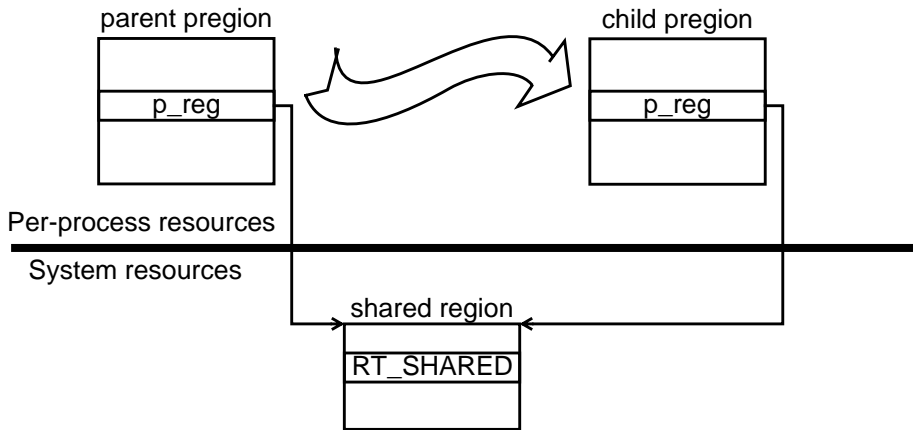 parent pregion
child pregion
p_reg
p_reg
Per-process resources
System resources
shared region
RT_SHARED